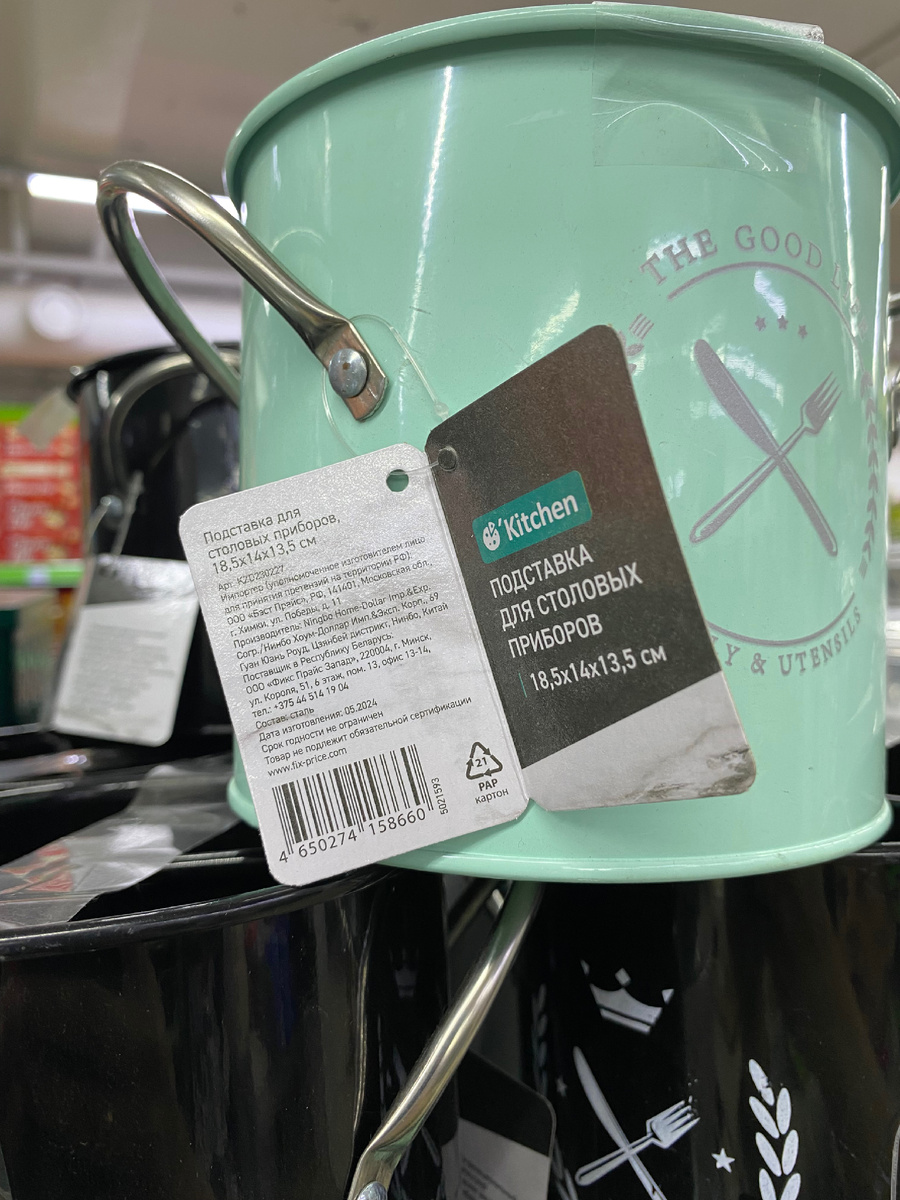 THE GOOD
Y & UTENSILS
Подставка для
столовых приборов,
18,5х14х13,5 см
Арт. KZD230227
Импортер (уполномоченное изготовителем лицо
для принятия претензий на территории РФ):
ООО «Бэст Прайс», РФ, 141401, Московская обл.,
г. Химки, ул. Победы, д. 11
Производитель: Ningbo Home-Dollar Imp.&Exp.
Corp./Нинбо Хоум-Доллар Имп.&Эксп. Корп., 69
Гуан Юань Роуд, Цзянбей дистрикт, Нинбо, Китай
Поставщик в Республику Беларусь:
ООО «Фикс Прайс Запад», 220004, г. Минск,
ул. Короля, 51, 6 этаж, пом. 13, офис 13-14,
тел.: +375 44 514 19 04
Состав: сталь
Дата изготовления: 05.2024
Срок годности не ограничен
Товар не подлежит обязательной сертификации
www.fix-price.com
4 650274 158660
5021593
21
PAP
картон
Kitchen
ПОДСТАВКА
ДЛЯ СТОЛОВЫХ
ПРИБОРОВ
18,5х14х13,5 см